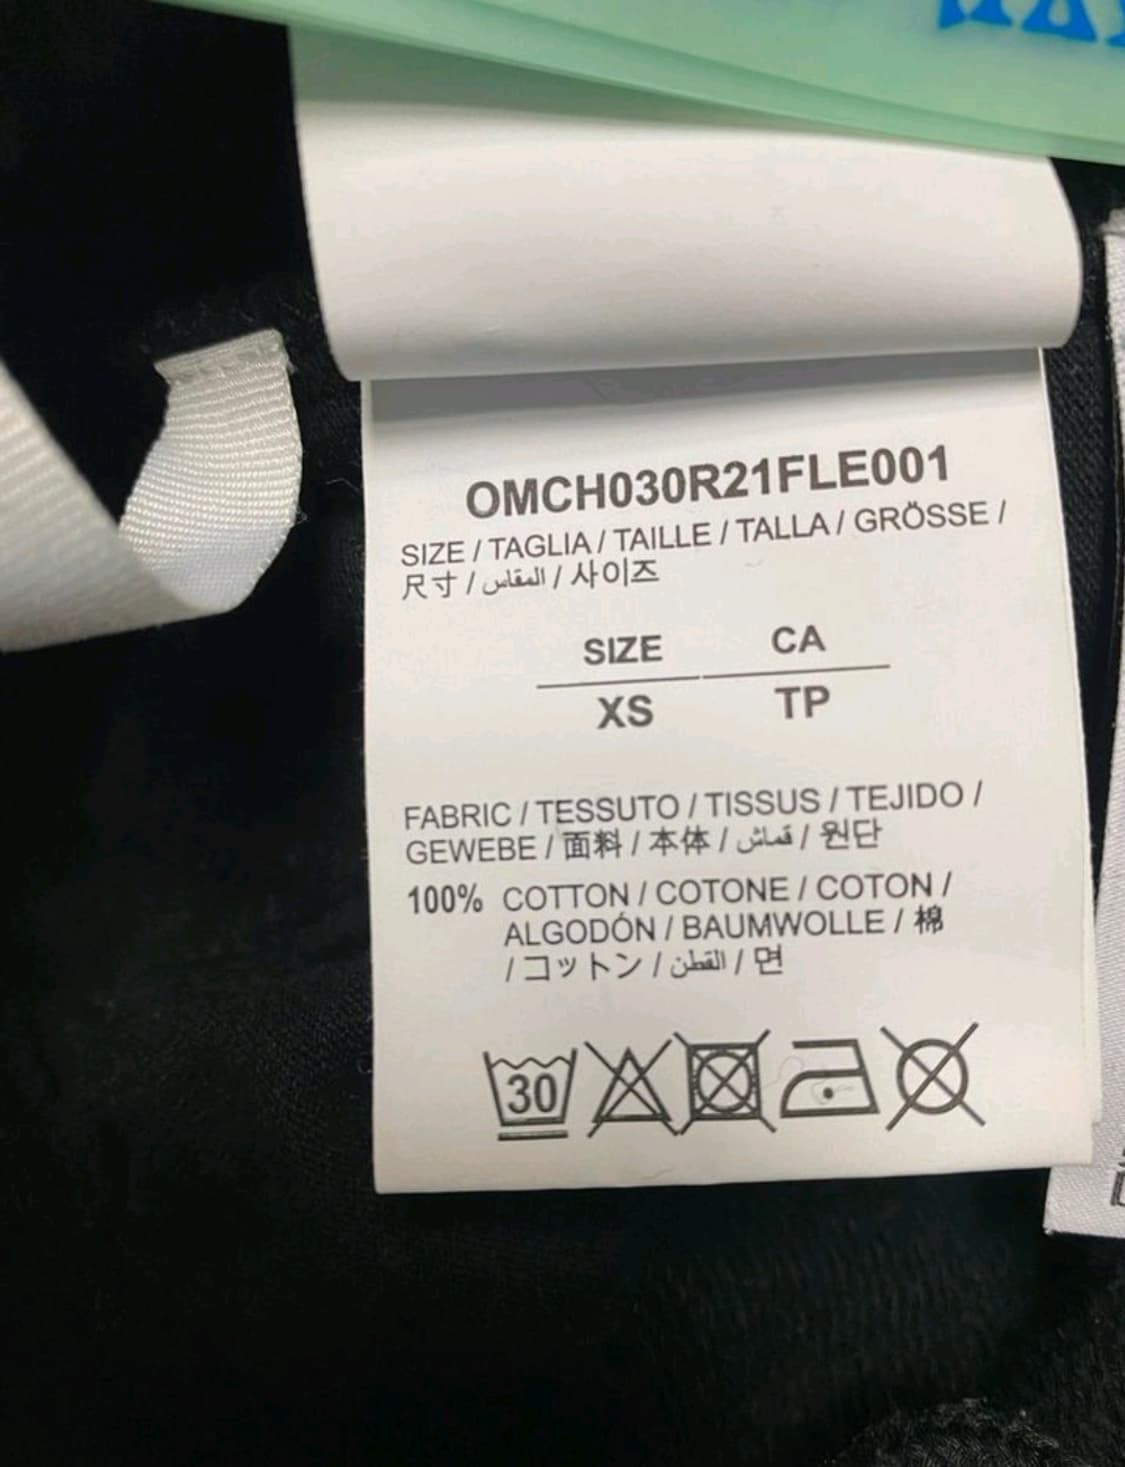 OMCH030R21FLE001
SIZE / TAGLIA / TAILLE / TALLA / GRÖSSE /
尺寸 / المقاس / 사이즈
SIZE CA
XS TP
FABRIC / TESSUTO / TISSUS / TEJIDO /
GEWEBE / 面料 / 本体 / قماش / 원단
100% COTTON / COTONE / COTON /
ALGODÓN / BAUMWOLLE / 棉
/ コットン / القطن / 면
30